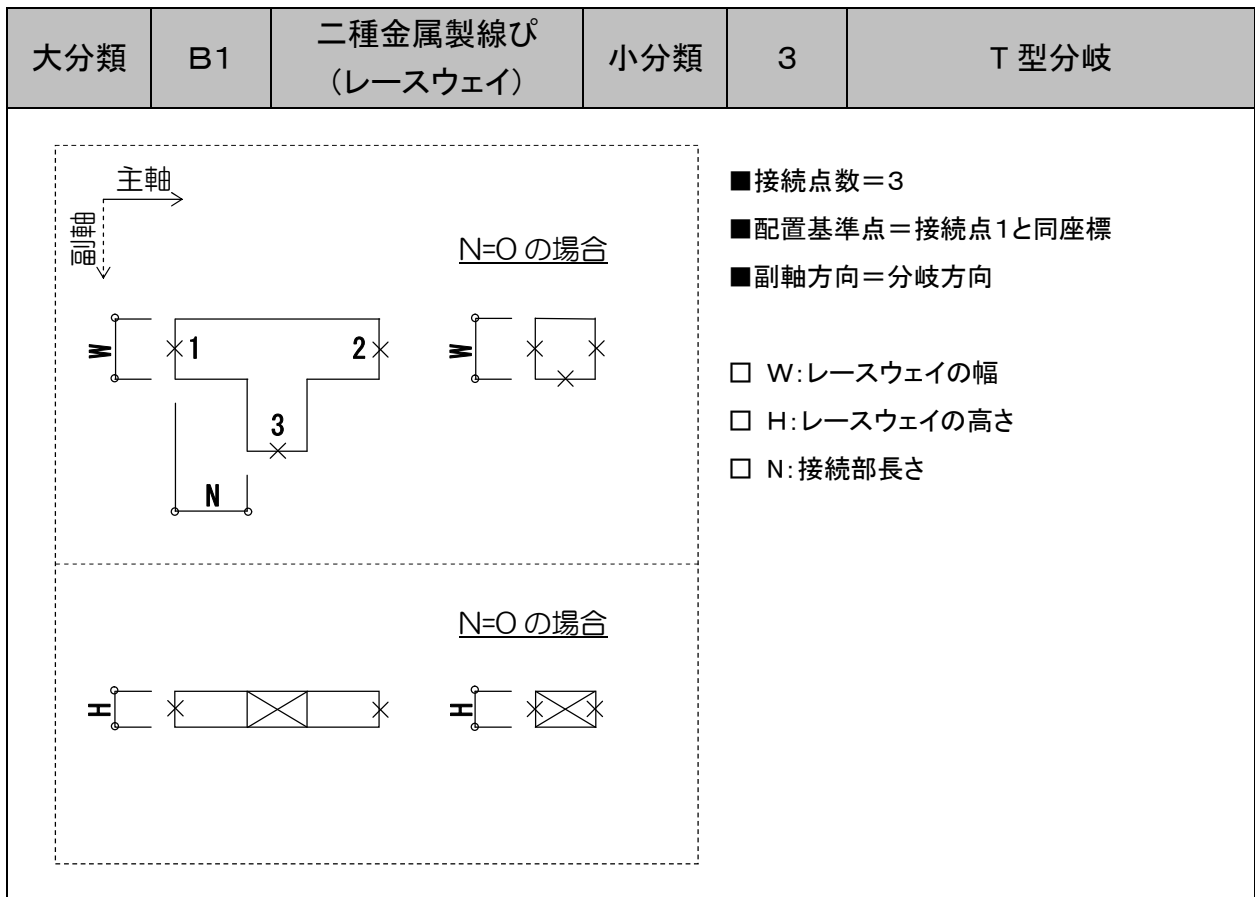 大分類 B1 二種金属製線ぴ 小分類 3 T型分岐
(レースウェイ)
主軸
副軸
N=0の場合
W
1
2
W
3
N
N=0の場合
H
H
■接続点数=3
■配置基準点=接続点1と同座標
■副軸方向=分岐方向
□ W:レースウェイの幅
□ H:レースウェイの高さ
□ N:接続部長さ